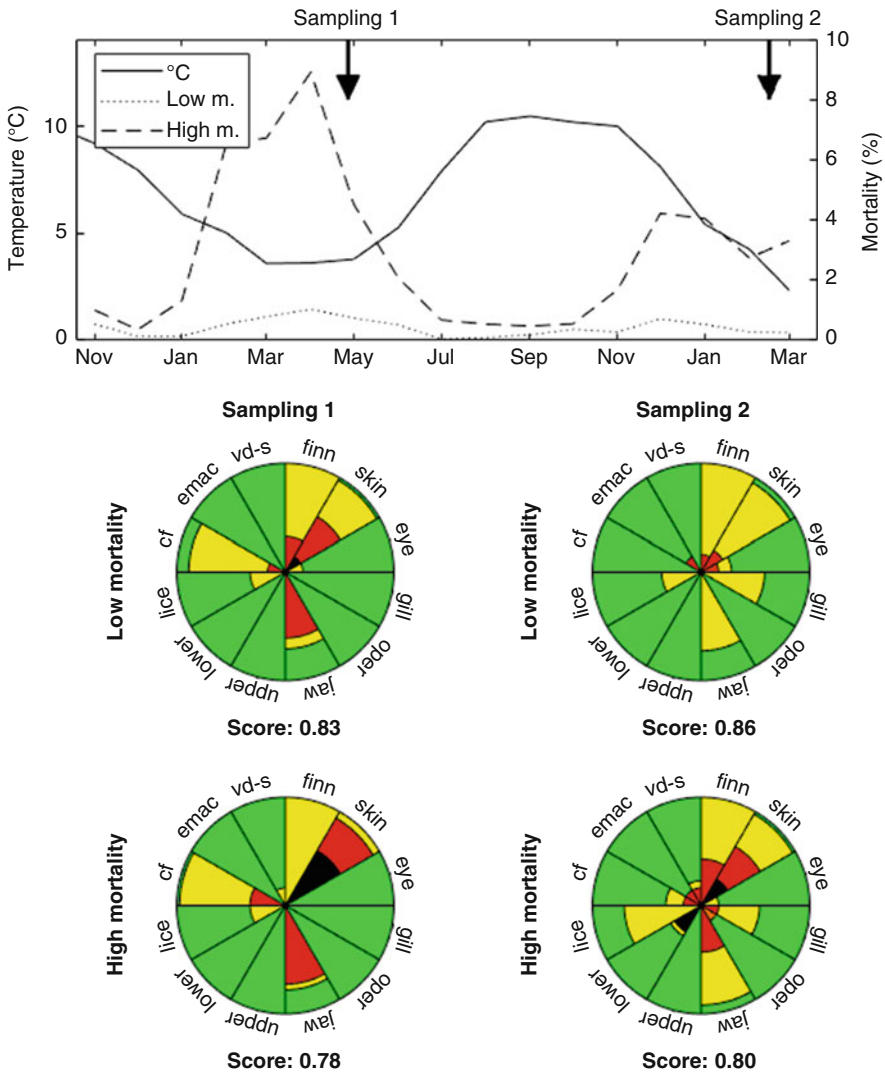 Sampling 1 Sampling 2
°C
Low m.
High m.
Temperature (°C)
10
5
0
Mortality (%)
10
8
6
4
2
0
Nov Jan Mar May Jul Sep Nov Jan Mar
Sampling 1 Sampling 2
Low mortality
finn
skin
eye
gill
oper
jaw
upper
lower
lice
cf
emac
vd-s
Score: 0.83
Low mortality
finn
skin
eye
gill
oper
jaw
upper
lower
lice
cf
emac
vd-s
Score: 0.86
High mortality
finn
skin
eye
gill
oper
jaw
upper
lower
lice
cf
emac
vd-s
Score: 0.78
High mortality
finn
skin
eye
gill
oper
jaw
upper
lower
lice
cf
emac
vd-s
Score: 0.80